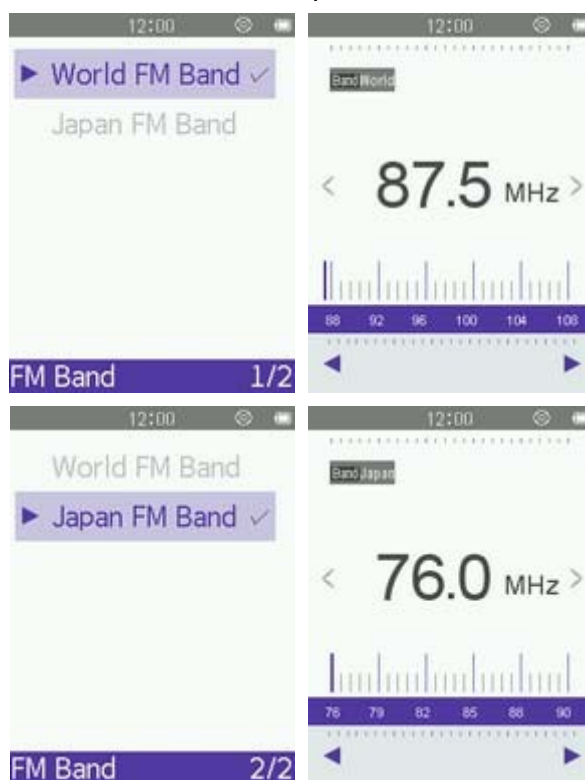 12:00
World FM Band
Japan FM Band
FM Band 1/2
12:00
Band World
87.5 MHz
88 92 96 100 104 108
12:00
World FM Band
Japan FM Band
FM Band 2/2
12:00
Band Japan
76.0 MHz
76 79 82 85 88 90